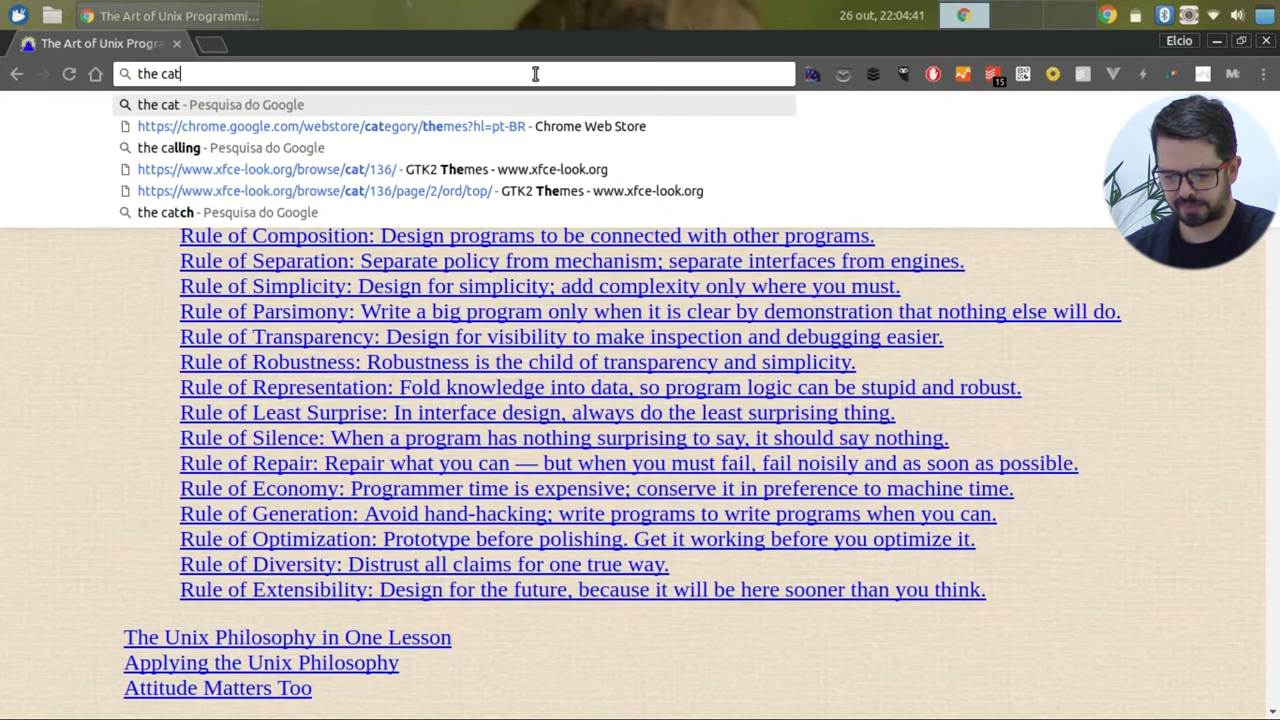 The Art of Unix Programmi...
26 out, 22:04:41
The Art of Unix Progra
Elcio
the cat
15
the cat - Pesquisa do Google
https://chrome.google.com/webstore/category/themes?hl=pt-BR - Chrome Web Store
the calling - Pesquisa do Google
https://www.xfce-look.org/browse/cat/136/ - GTK2 Themes - www.xfce-look.org
https://www.xfce-look.org/browse/cat/136/page/2/ord/top/ - GTK2 Themes - www.xfce-look.org
the catch - Pesquisa do Google
Rule of Composition: Design programs to be connected with other programs.
Rule of Separation: Separate policy from mechanism; separate interfaces from engines.
Rule of Simplicity: Design for simplicity; add complexity only where you must.
Rule of Parsimony: Write a big program only when it is clear by demonstration that nothing else will do.
Rule of Transparency: Design for visibility to make inspection and debugging easier.
Rule of Robustness: Robustness is the child of transparency and simplicity.
Rule of Representation: Fold knowledge into data, so program logic can be stupid and robust.
Rule of Least Surprise: In interface design, always do the least surprising thing.
Rule of Silence: When a program has nothing surprising to say, it should say nothing.
Rule of Repair: Repair what you can — but when you must fail, fail noisily and as soon as possible.
Rule of Economy: Programmer time is expensive; conserve it in preference to machine time.
Rule of Generation: Avoid hand-hacking; write programs to write programs when you can.
Rule of Optimization: Prototype before polishing. Get it working before you optimize it.
Rule of Diversity: Distrust all claims for one true way.
Rule of Extensibility: Design for the future, because it will be here sooner than you think.
The Unix Philosophy in One Lesson
Applying the Unix Philosophy
Attitude Matters Too